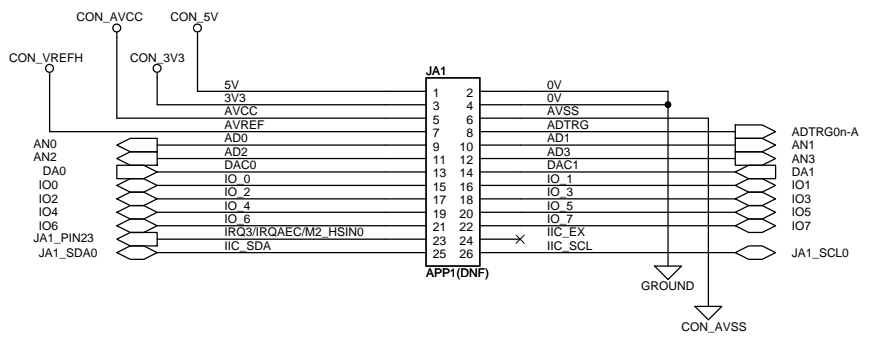 CON_AVCC CON_5V
CON_VREFH CON_3V3
JA1
5V 1 2 0V
3V3 3 4 0V
AVCC 5 6 AVSS
AVREF 7 8 ADTRG ADTRG0n-A
AN0 AD0 9 10 AD1 AN1
AN2 AD2 11 12 AD3 AN3
DA0 DAC0 13 14 DAC1 DA1
IO0 IO_0 15 16 IO_1 IO1
IO2 IO_2 17 18 IO_3 IO3
IO4 IO_4 19 20 IO_5 IO5
IO6 IO_6 21 22 IO_7 IO7
JA1_PIN23 IRQ3/IRQAEC/M2_HSIN0 23 24 IIC_EX
JA1_SDA0 IIC_SDA 25 26 IIC_SCL JA1_SCL0
APP1(DNF)
GROUND
CON_AVSS